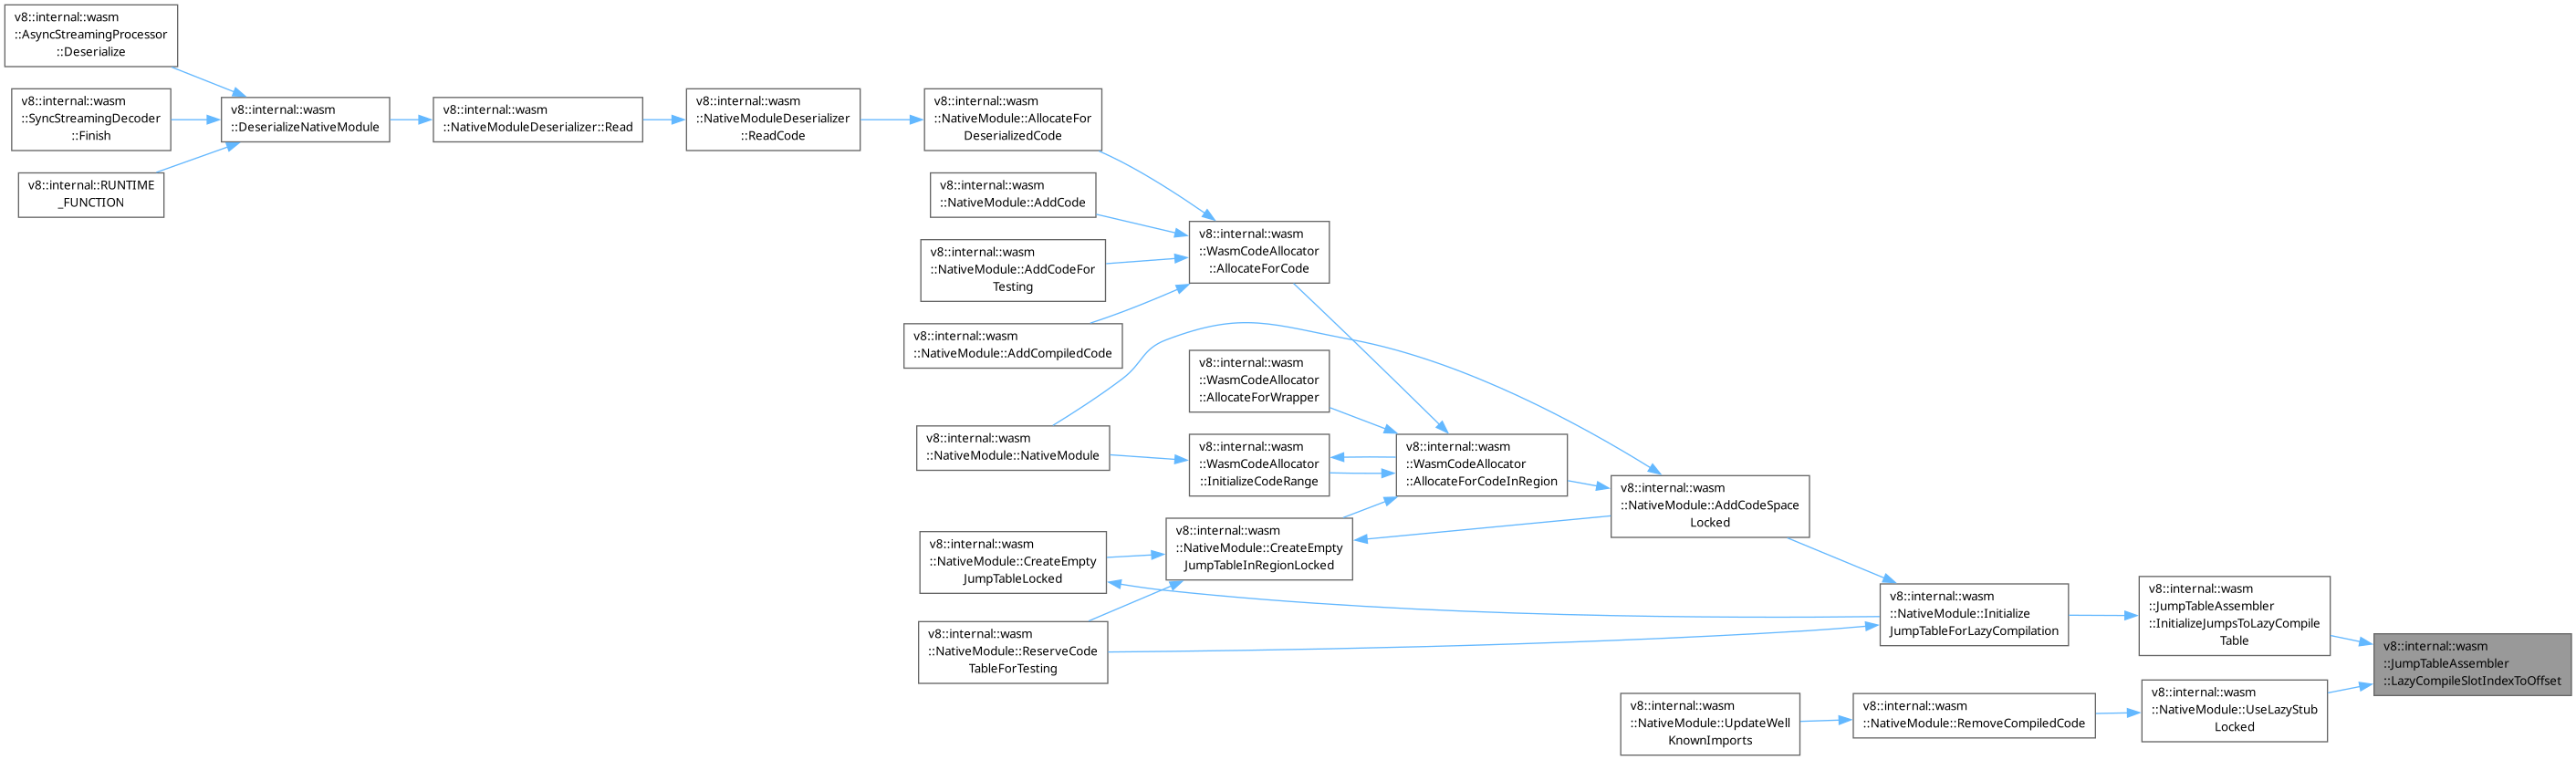 v8::internal::wasm
::AsyncStreamingProcessor
::Deserialize
v8::internal::wasm
::SyncStreamingDecoder
::Finish
v8::internal::RUNTIME
_FUNCTION
v8::internal::wasm
::DeserializeNativeModule
v8::internal::wasm
::NativeModuleDeserializer::Read
v8::internal::wasm
::NativeModuleDeserializer
::ReadCode
v8::internal::wasm
::NativeModule::AllocateFor
DeserializedCode
v8::internal::wasm
::NativeModule::AddCode
v8::internal::wasm
::NativeModule::AddCodeFor
Testing
v8::internal::wasm
::NativeModule::AddCompiledCode
v8::internal::wasm
::NativeModule::NativeModule
v8::internal::wasm
::NativeModule::CreateEmpty
JumpTableLocked
v8::internal::wasm
::NativeModule::ReserveCode
TableForTesting
v8::internal::wasm
::WasmCodeAllocator
::AllocateForCode
v8::internal::wasm
::WasmCodeAllocator
::AllocateForWrapper
v8::internal::wasm
::WasmCodeAllocator
::InitializeCodeRange
v8::internal::wasm
::NativeModule::CreateEmpty
JumpTableInRegionLocked
v8::internal::wasm
::WasmCodeAllocator
::AllocateForCodeInRegion
v8::internal::wasm
::NativeModule::AddCodeSpace
Locked
v8::internal::wasm
::NativeModule::UpdateWell
KnownImports
v8::internal::wasm
::NativeModule::Initialize
JumpTableForLazyCompilation
v8::internal::wasm
::NativeModule::RemoveCompiledCode
v8::internal::wasm
::JumpTableAssembler
::InitializeJumpsToLazyCompile
Table
v8::internal::wasm
::NativeModule::UseLazyStub
Locked
v8::internal::wasm
::JumpTableAssembler
::LazyCompileSlotIndexToOffset